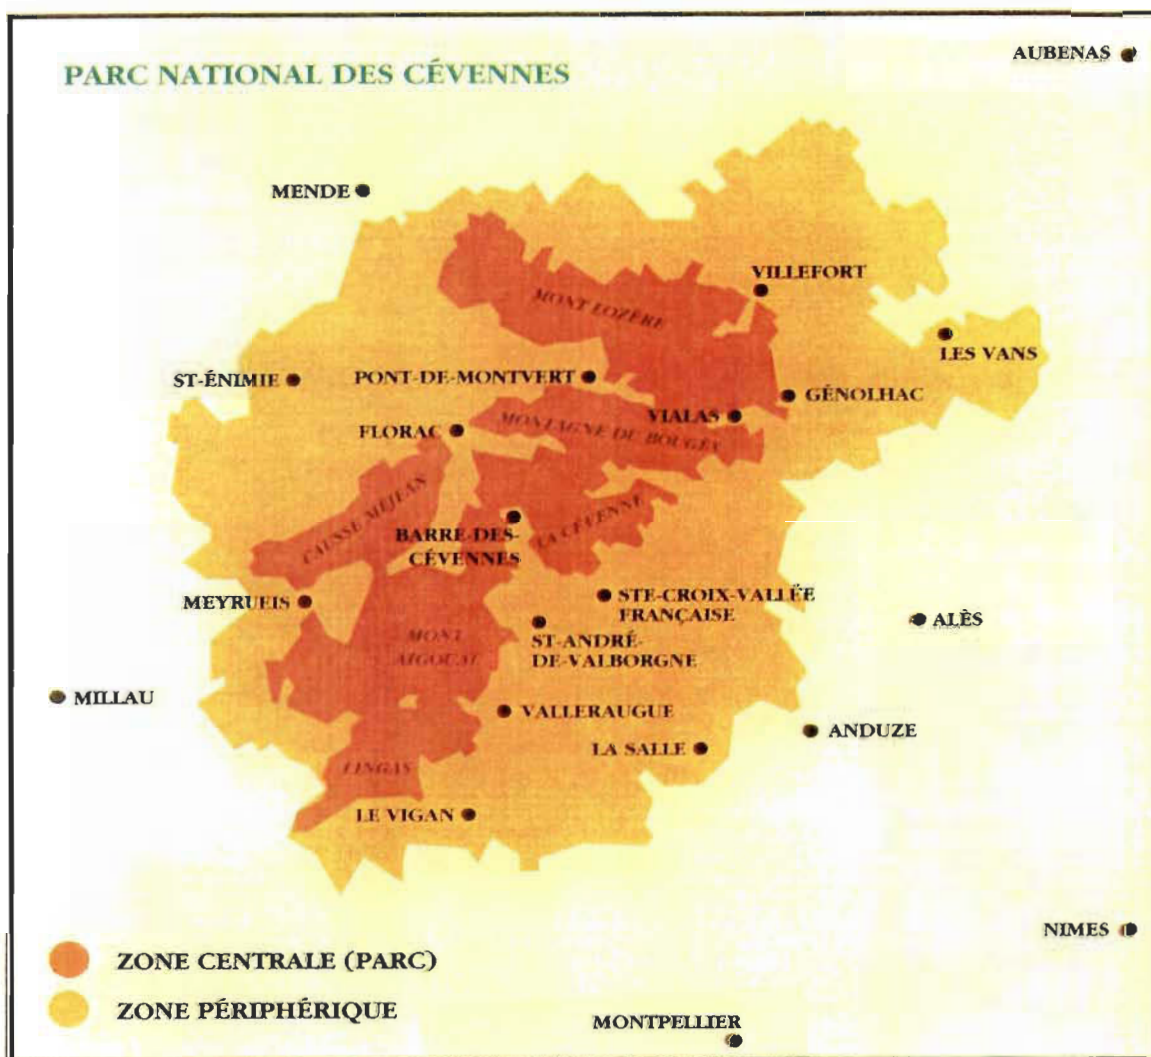 AUBENAS
PARC NATIONAL DES CÉVENNES
MENDE
VILLEFORT
MONT LOZÈRE
LES VANS
ST-ÉNIMIE
PONT-DE-MONTVERT
GÉNOLHAC
VIALAS
FLORAC
MONTAGNE DU BOUGÈS
CAUSSE MÉJEAN
LA CÉVENNE
BARRE-DES-
CÉVENNES
MEYRUEIS
STE-CROIX-VALLÉE
FRANÇAISE
ALÈS
MONT
AIGOUAL
ST-ANDRÉ-
DE-VALBORGNE
MILLAU
VALLERAUGUE
ANDUZE
LA SALLE
LINGAS
LE VIGAN
NIMES
ZONE CENTRALE (PARC)
ZONE PÉRIPHÉRIQUE
MONTPELLIER